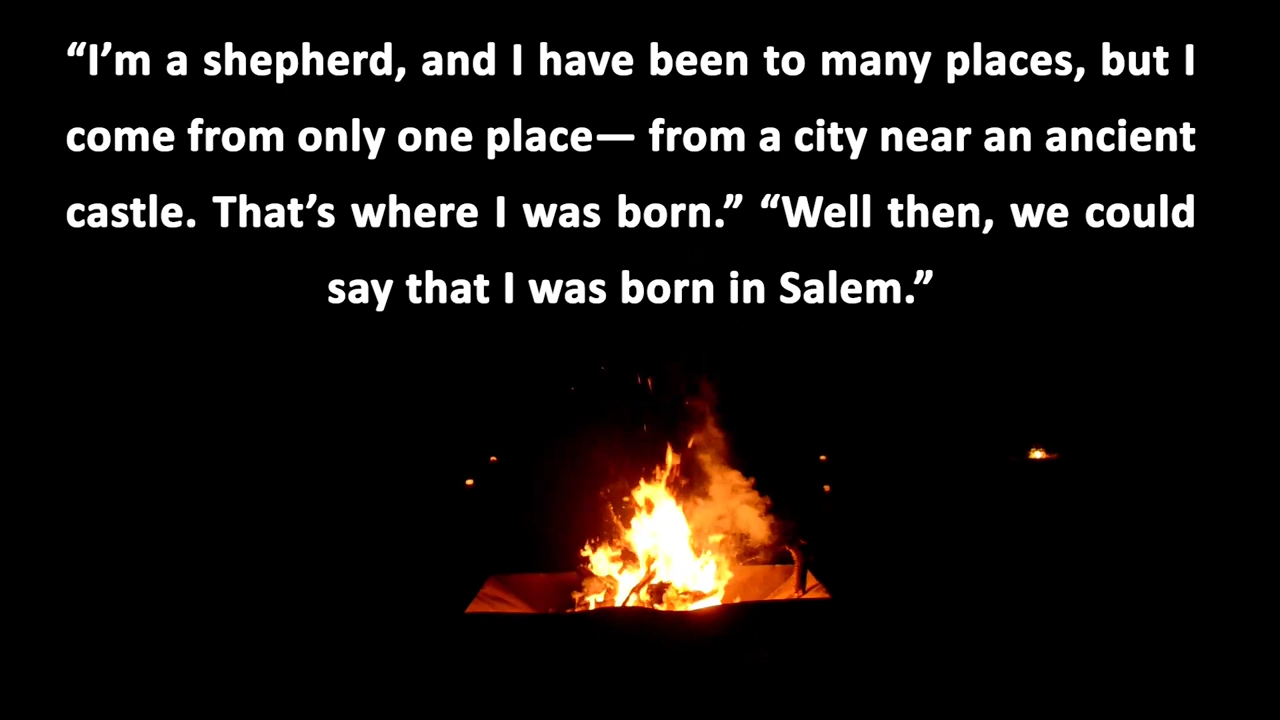 “I’m a shepherd, and I have been to many places, but I
come from only one place— from a city near an ancient
castle. That’s where I was born.” “Well then, we could
say that I was born in Salem.”